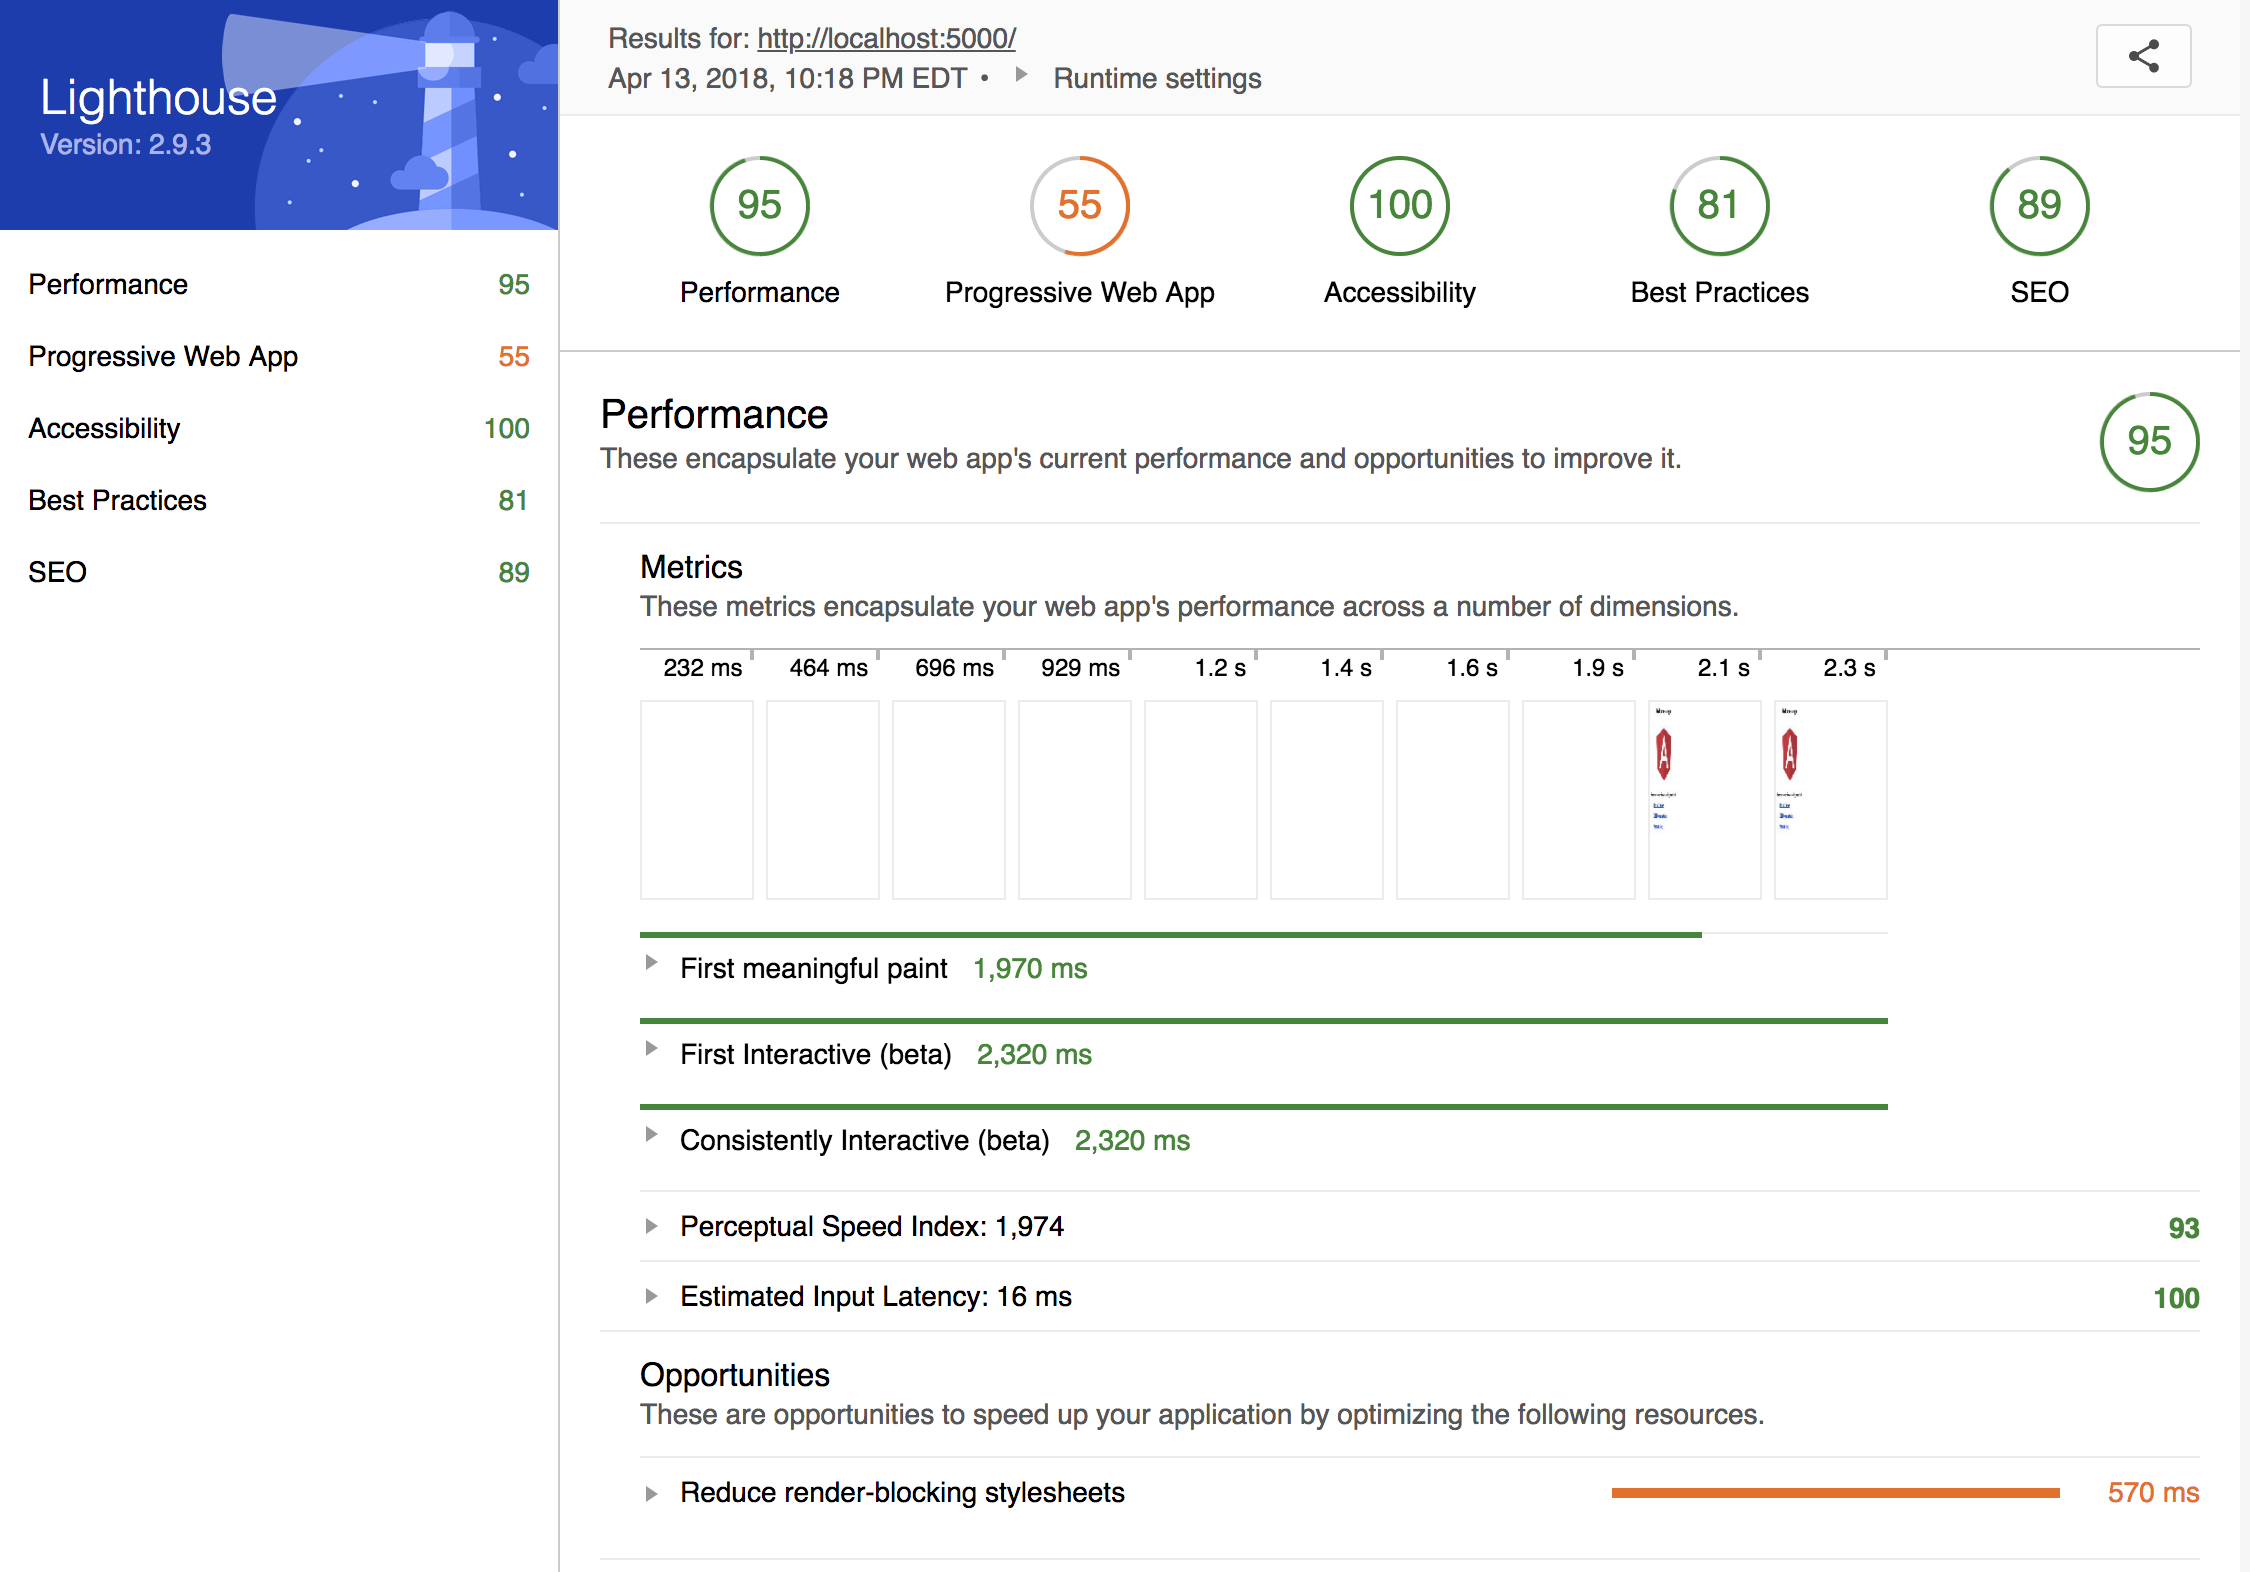 Lighthouse
Version: 2.9.3
Performance 95
Progressive Web App 55
Accessibility 100
Best Practices 81
SEO 89
Results for: http://localhost:5000/
Apr 13, 2018, 10:18 PM EDT • Runtime settings
95 55 100 81 89
Performance Progressive Web App Accessibility Best Practices SEO
Performance
These encapsulate your web app's current performance and opportunities to improve it.
95
Metrics
These metrics encapsulate your web app's performance across a number of dimensions.
232 ms 464 ms 696 ms 929 ms 1.2 s 1.4 s 1.6 s 1.9 s 2.1 s 2.3 s
A A
First meaningful paint 1,970 ms
First Interactive (beta) 2,320 ms
Consistently Interactive (beta) 2,320 ms
Perceptual Speed Index: 1,974 93
Estimated Input Latency: 16 ms 100
Opportunities
These are opportunities to speed up your application by optimizing the following resources.
Reduce render-blocking stylesheets 570 ms